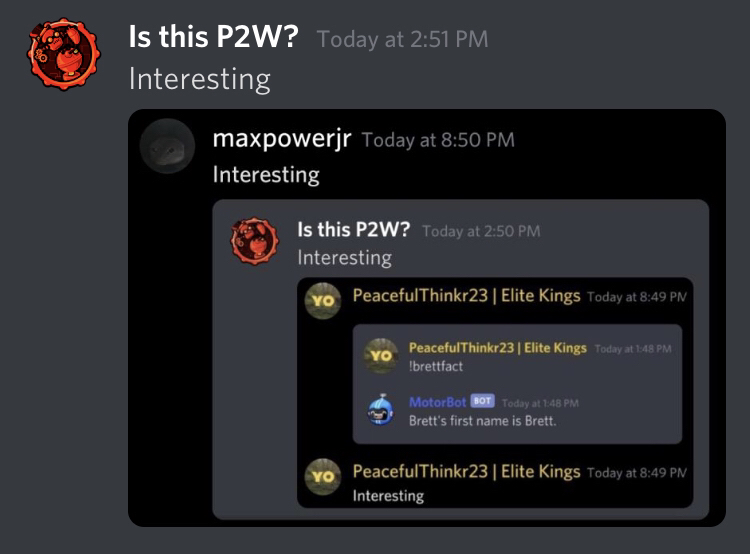 Is this P2W? Today at 2:51 PM
Interesting
maxpowerjr Today at 8:50 PM
Interesting
Is this P2W? Today at 2:50 PM
Interesting
YO PeacefulThinkr23 | Elite Kings Today at 8:49 PM
YO PeacefulThinkr23 | Elite Kings Today at 1:48 PM
!brettfact
MotorBot BOT Today at 1:48 PM
Brett's first name is Brett.
YO PeacefulThinkr23 | Elite Kings Today at 8:49 PM
Interesting